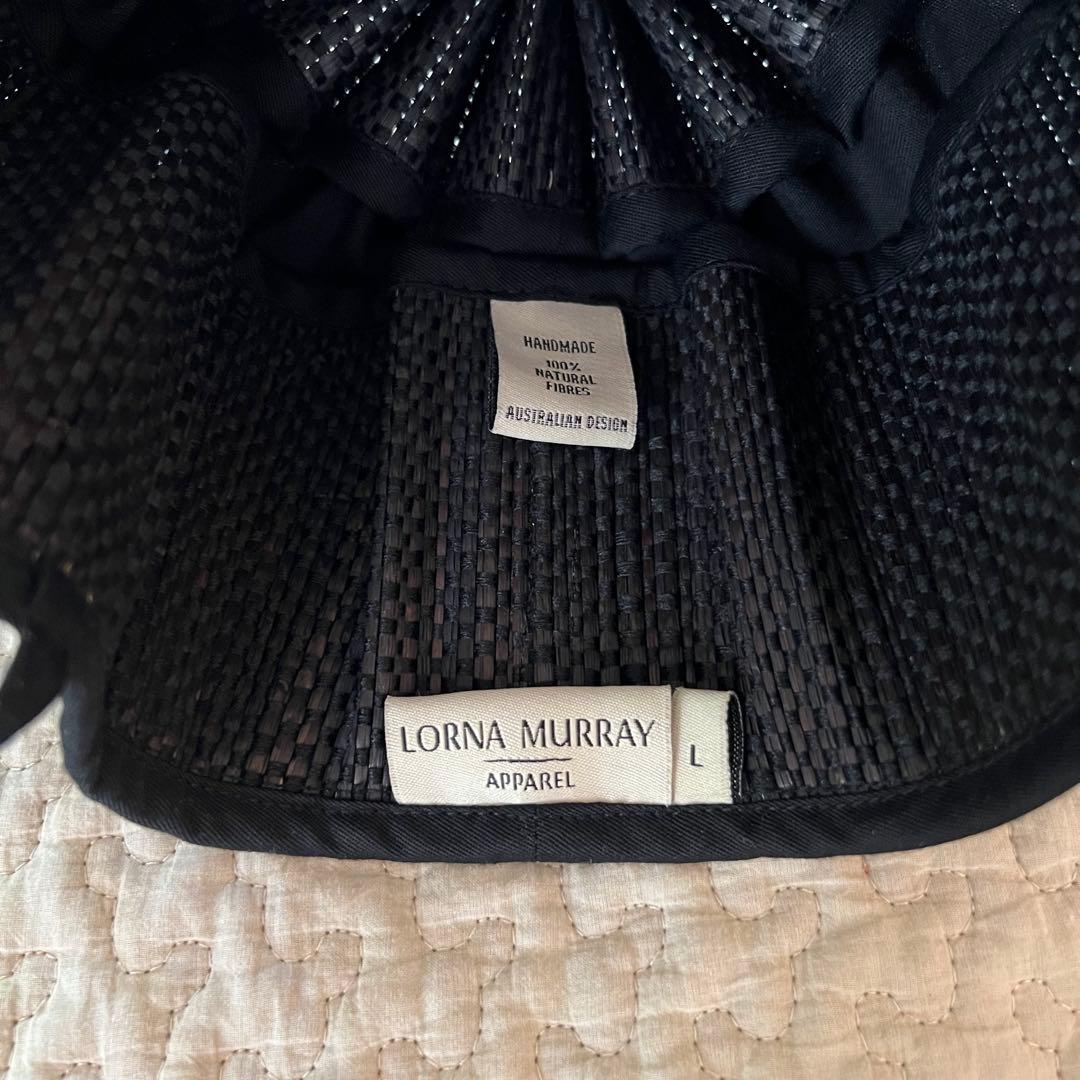 HANDMADE
100%
NATURAL
FIBRES
AUSTRALIAN DESIGN
LORNA MURRAY
APPAREL
L